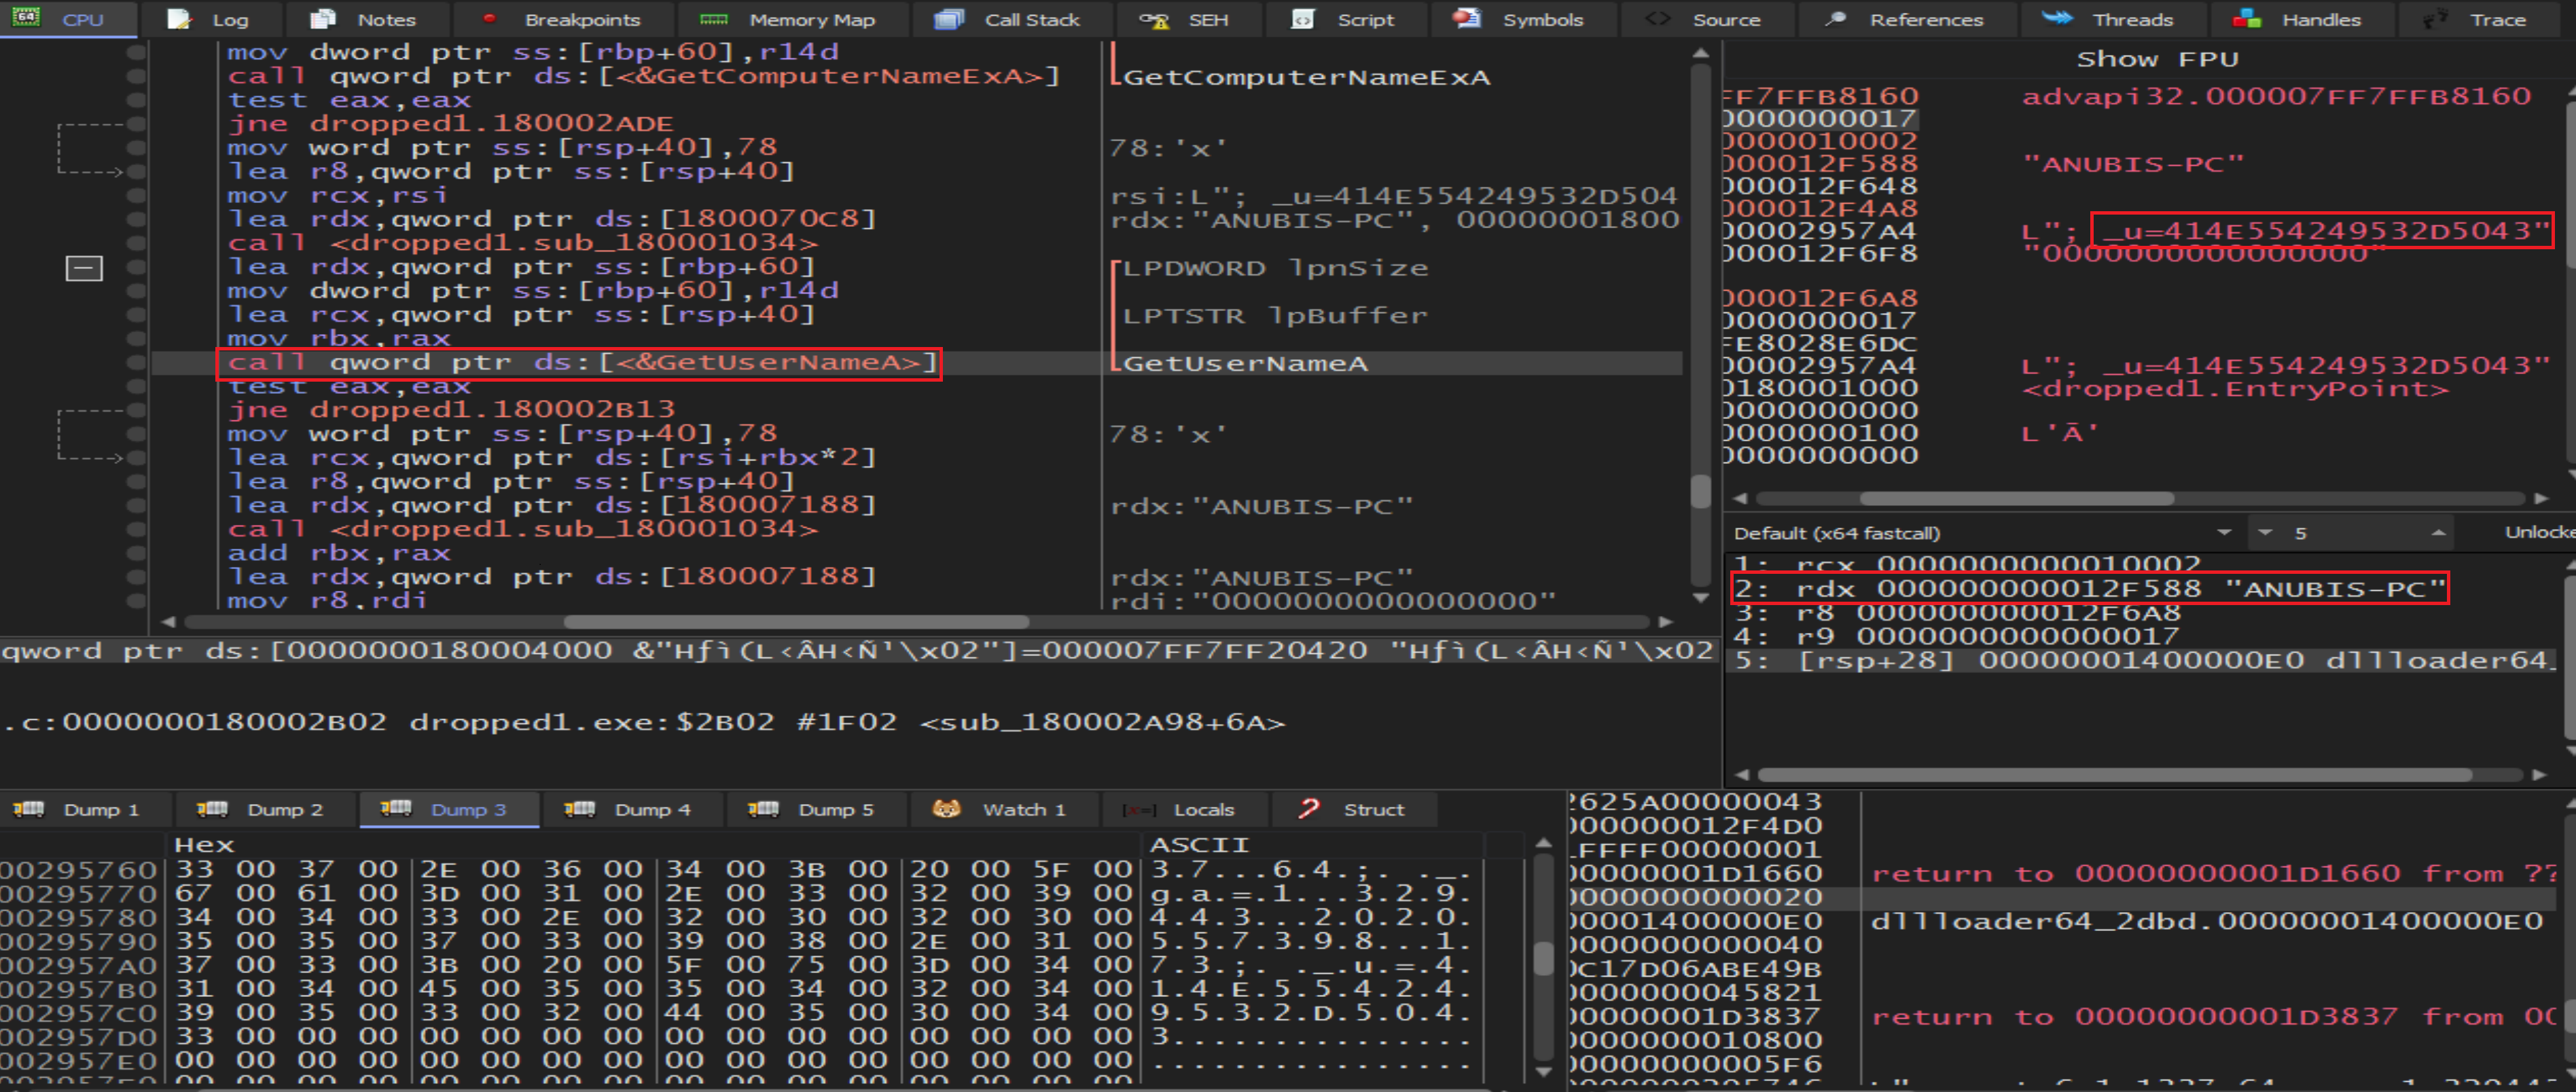 CPU Log Notes Breakpoints Memory Map Call Stack SEH Script Symbols Source References Threads Handles Trace
mov dword ptr ss:[rbp+60],r14d
call qword ptr ds:[<&GetComputerNameExA>] GetComputerNameExA
test eax,eax
jne dropped1.180002ADE
mov word ptr ss:[rsp+40],78 78:'x'
lea r8,qword ptr ss:[rsp+40]
mov rcx,rsi rsi:L"; _u=414E554249532D504
lea rdx,qword ptr ds:[1800070C8] rdx:"ANUBIS-PC", 00000001800
call <dropped1.sub_180001034>
lea rdx,qword ptr ss:[rbp+60] LPDWORD lpnSize
mov dword ptr ss:[rbp+60],r14d
lea rcx,qword ptr ss:[rsp+40] LPTSTR lpBuffer
mov rbx,rax
call qword ptr ds:[<&GetUserNameA>] GetUserNameA
test eax,eax
jne dropped1.180002B13
mov word ptr ss:[rsp+40],78 78:'x'
lea rcx,qword ptr ds:[rsi+rbx*2]
lea r8,qword ptr ss:[rsp+40]
lea rdx,qword ptr ds:[180007188] rdx:"ANUBIS-PC"
call <dropped1.sub_180001034>
add rbx,rax
lea rdx,qword ptr ds:[180007188] rdx:"ANUBIS-PC"
mov r8,rdi rdi:"0000000000000000"
Show FPU
FF7FFB8160 advapi32.000007FF7FFB8160
0000000017
0000010002
000012F588 "ANUBIS-PC"
000012F648
000012F4A8
00002957A4 L"; _u=414E554249532D5043"
000012F6F8 "0000000000000000"
000012F6A8
0000000017
FE8028E6DC
00002957A4 L"; _u=414E554249532D5043"
0180001000 <dropped1.EntryPoint>
0000000000
0000000100 L'Ā'
0000000000
Default (x64 fastcall) 5 Unlocke
1: rcx 0000000000010002
2: rdx 000000000012F588 "ANUBIS-PC"
3: r8 000000000012F6A8
4: r9 0000000000000017
5: [rsp+28] 00000001400000E0 dllloader64_
qword ptr ds:[0000000180004000 &"Hƒì(L‹ÂH‹Ñ¹\x02"]=000007FF7FF20420 "Hƒì(L‹ÂH‹Ñ¹\x02
.c:0000000180002B02 dropped1.exe:$2B02 #1F02 <sub_180002A98+6A>
Dump 1 Dump 2 Dump 3 Dump 4 Dump 5 Watch 1 [x=] Locals Struct
Hex ASCII
00295760 33 00 37 00 2E 00 36 00 34 00 3B 00 20 00 5F 00 3.7...6.4.;. ._.
00295770 67 00 61 00 3D 00 31 00 2E 00 33 00 32 00 39 00 g.a.=.1...3.2.9.
00295780 34 00 34 00 33 00 2E 00 32 00 30 00 32 00 30 00 4.4.3...2.0.2.0.
00295790 35 00 35 00 37 00 33 00 39 00 38 00 2E 00 31 00 5.5.7.3.9.8...1.
002957A0 37 00 33 00 3B 00 20 00 5F 00 75 00 3D 00 34 00 7.3.;. ._.u.=.4.
002957B0 31 00 34 00 45 00 35 00 35 00 34 00 32 00 34 00 1.4.E.5.5.4.2.4.
002957C0 39 00 35 00 33 00 32 00 44 00 35 00 30 00 34 00 9.5.3.2.D.5.0.4.
002957D0 33 00 00 00 00 00 00 00 00 00 00 00 00 00 00 00 3...............
002957E0 00 00 00 00 00 00 00 00 00 00 00 00 00 00 00 00 ................
2625A00000043
000000012F4D0
FFFF00000001
00000001D1660 return to 00000000001D1660 from ??
0000000000020
00001400000E0 dllloader64_2dbd.00000001400000E0
0000000000040
0C17D06ABE49B
0000000045821
00000001D3837 return to 00000000001D3837 from 00
0000000010800
00000000005F6